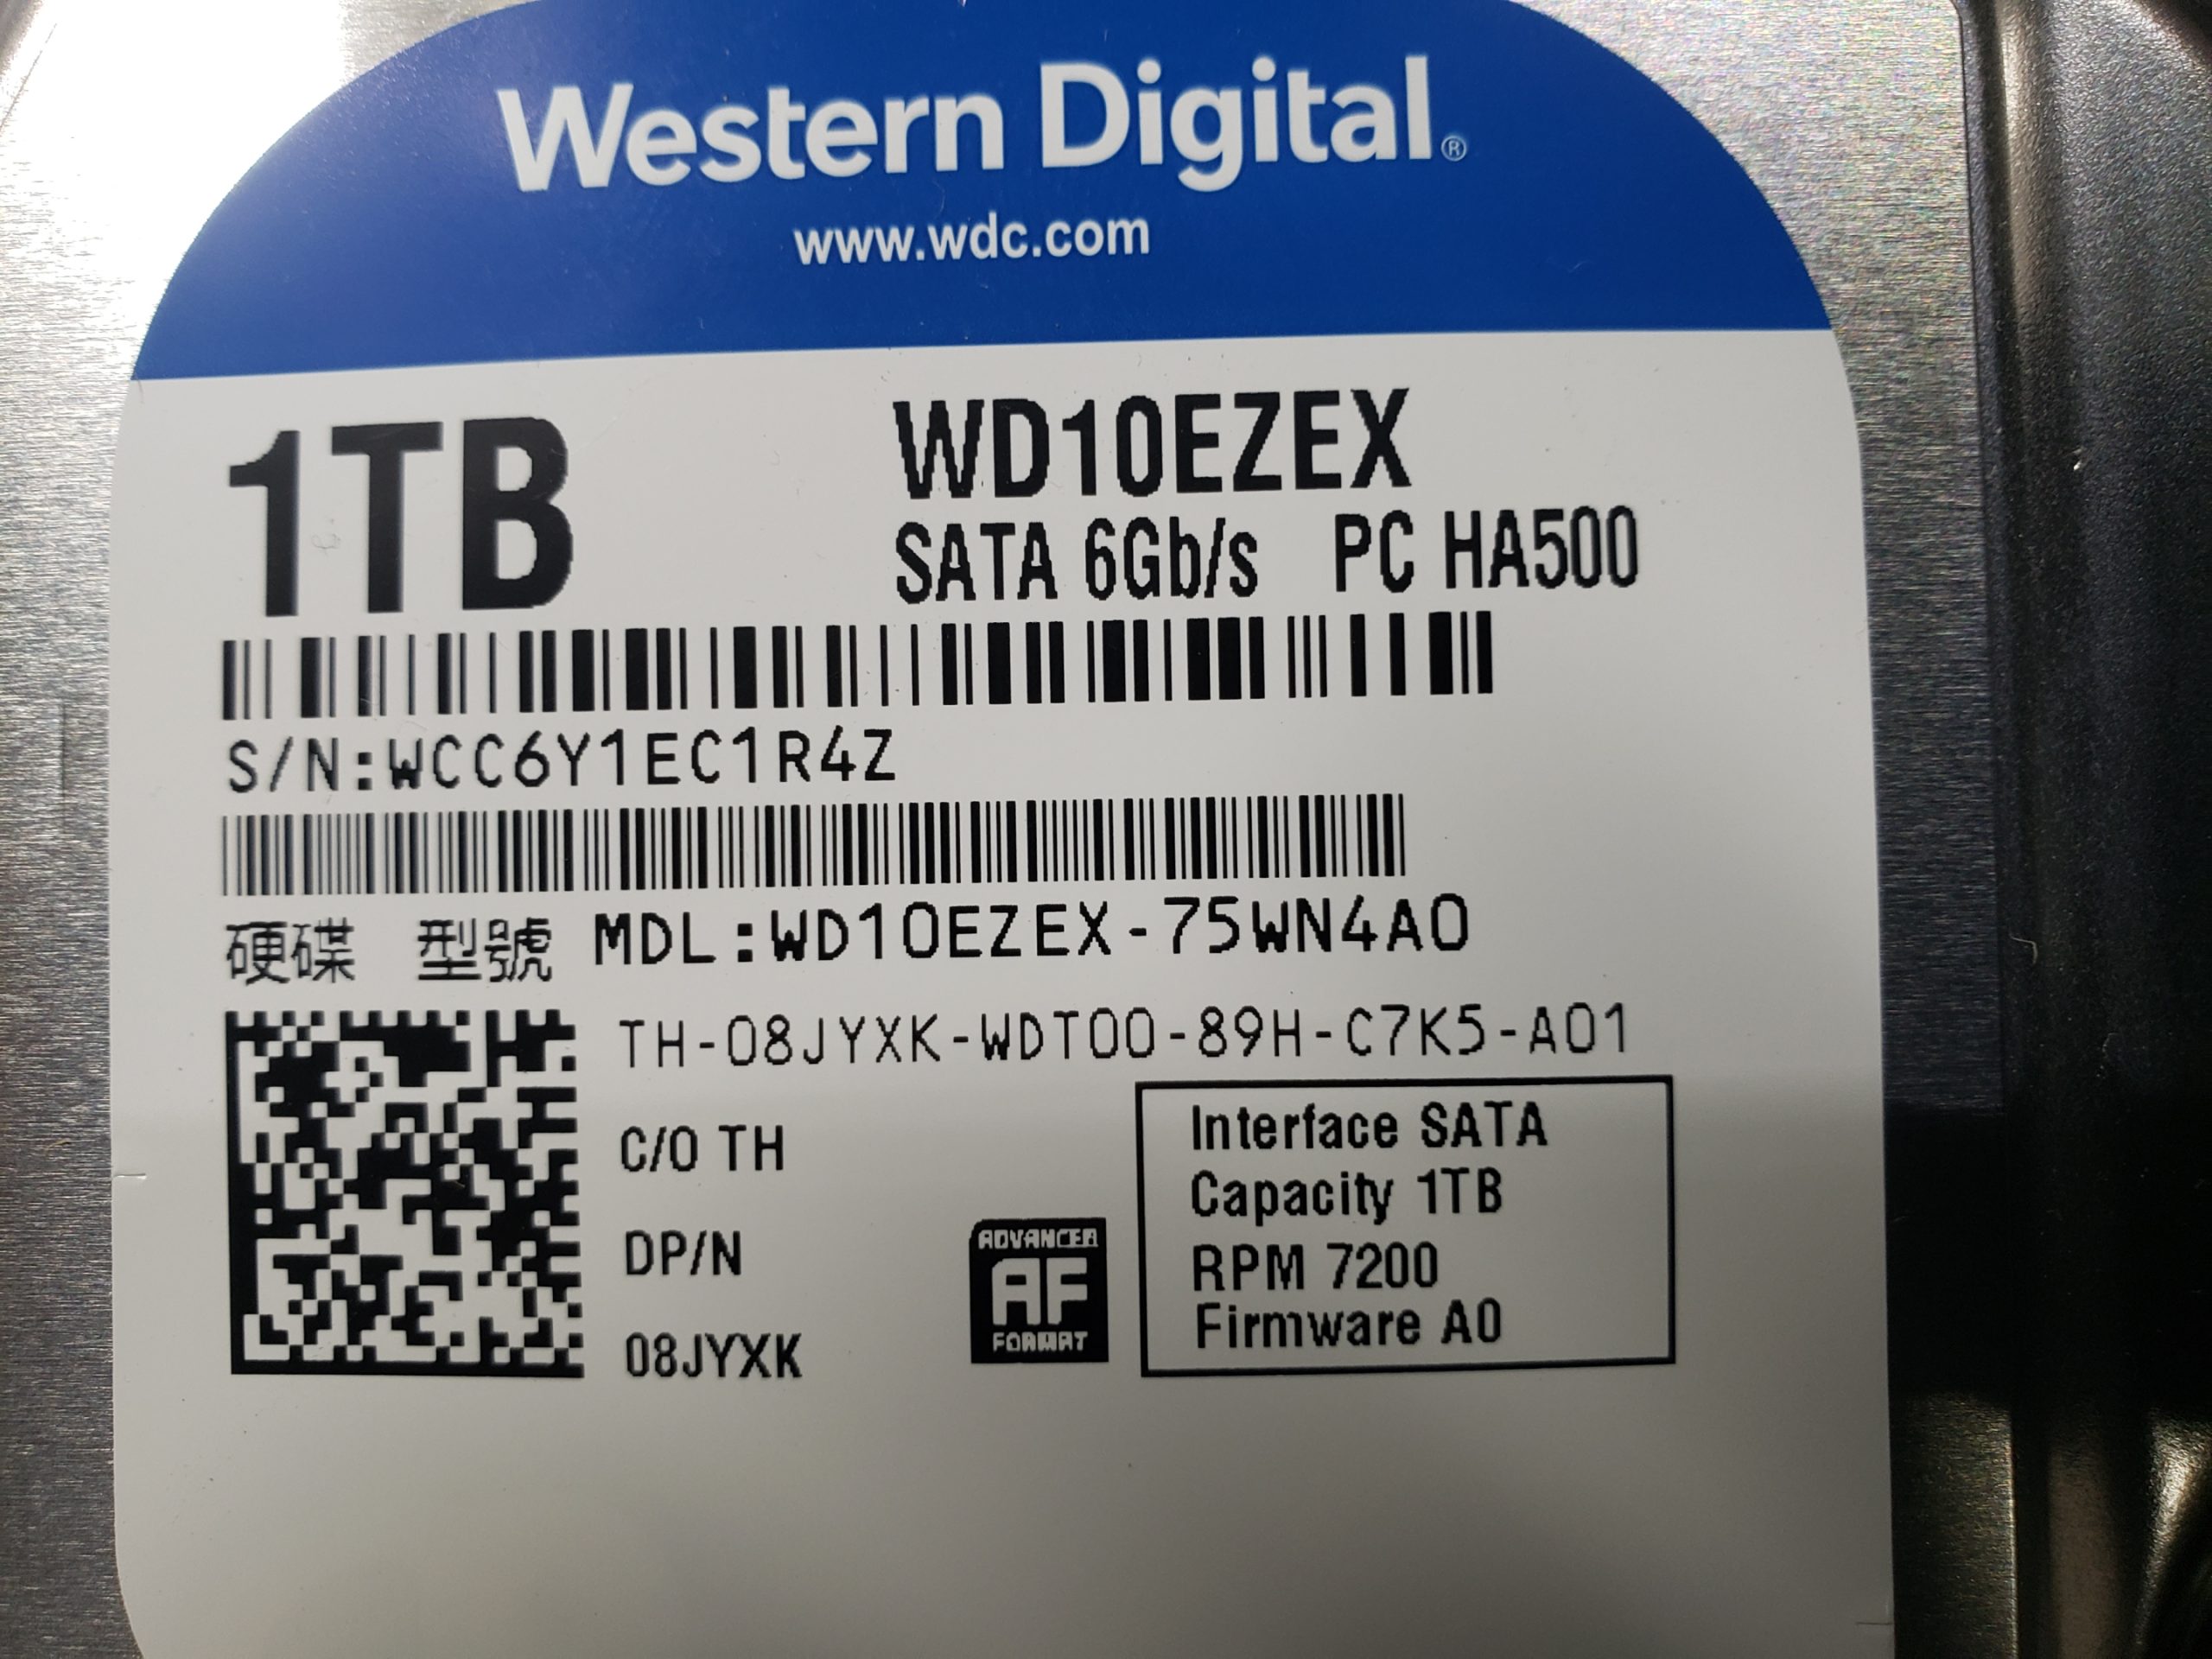 Western Digital®
www.wdc.com
1TB
WD10EZEX
SATA 6Gb/s PC HA500
S/N:WCC6Y1EC1R4Z
硬碟 型號 MDL:WD10EZEX-75WN4A0
TH-08JYXK-WDT00-89H-C7K5-A01
C/O TH
DP/N
08JYXK
ADVANCED
AF
FORMAT
Interface SATA
Capacity 1TB
RPM 7200
Firmware A0